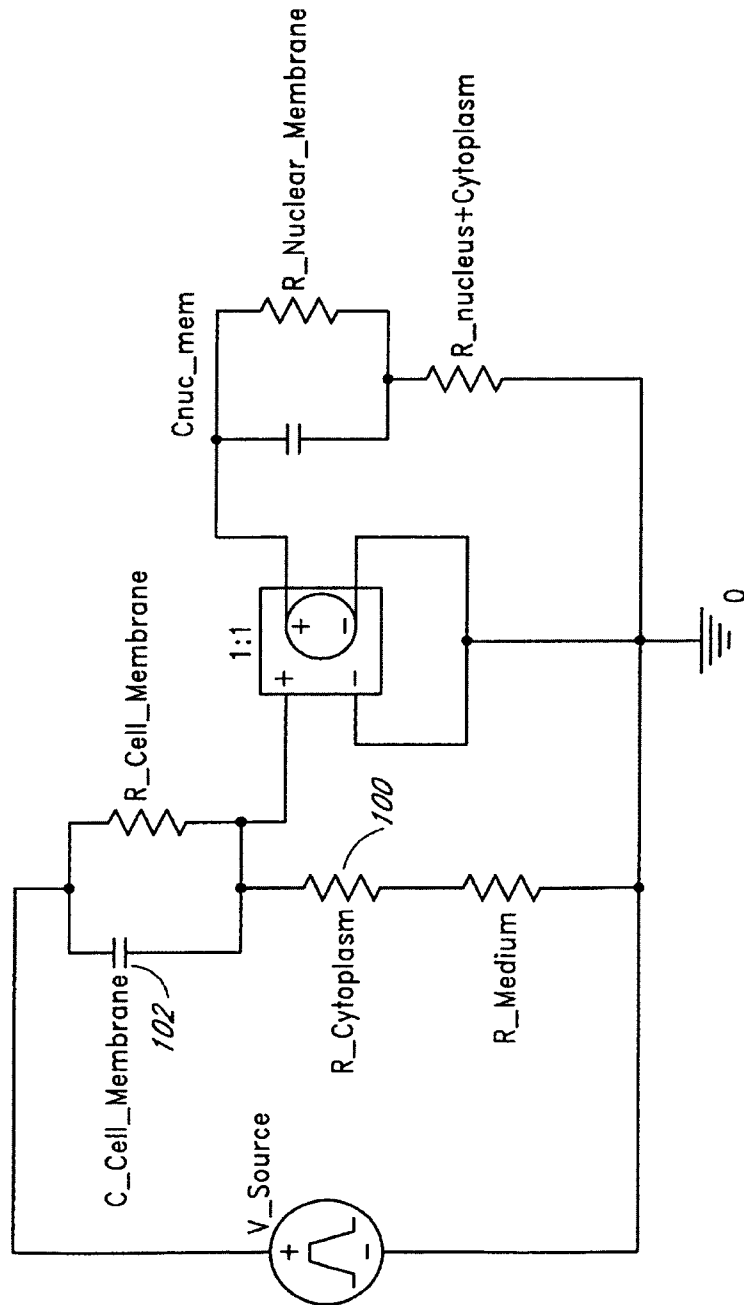 V_Source
+
−
C_Cell_Membrane
102
R_Cell_Membrane
R_Cytoplasm
100
R_Medium
1:1
+
−
+
−
Cnuc_mem
R_Nuclear_Membrane
R_nucleus+Cytoplasm
0